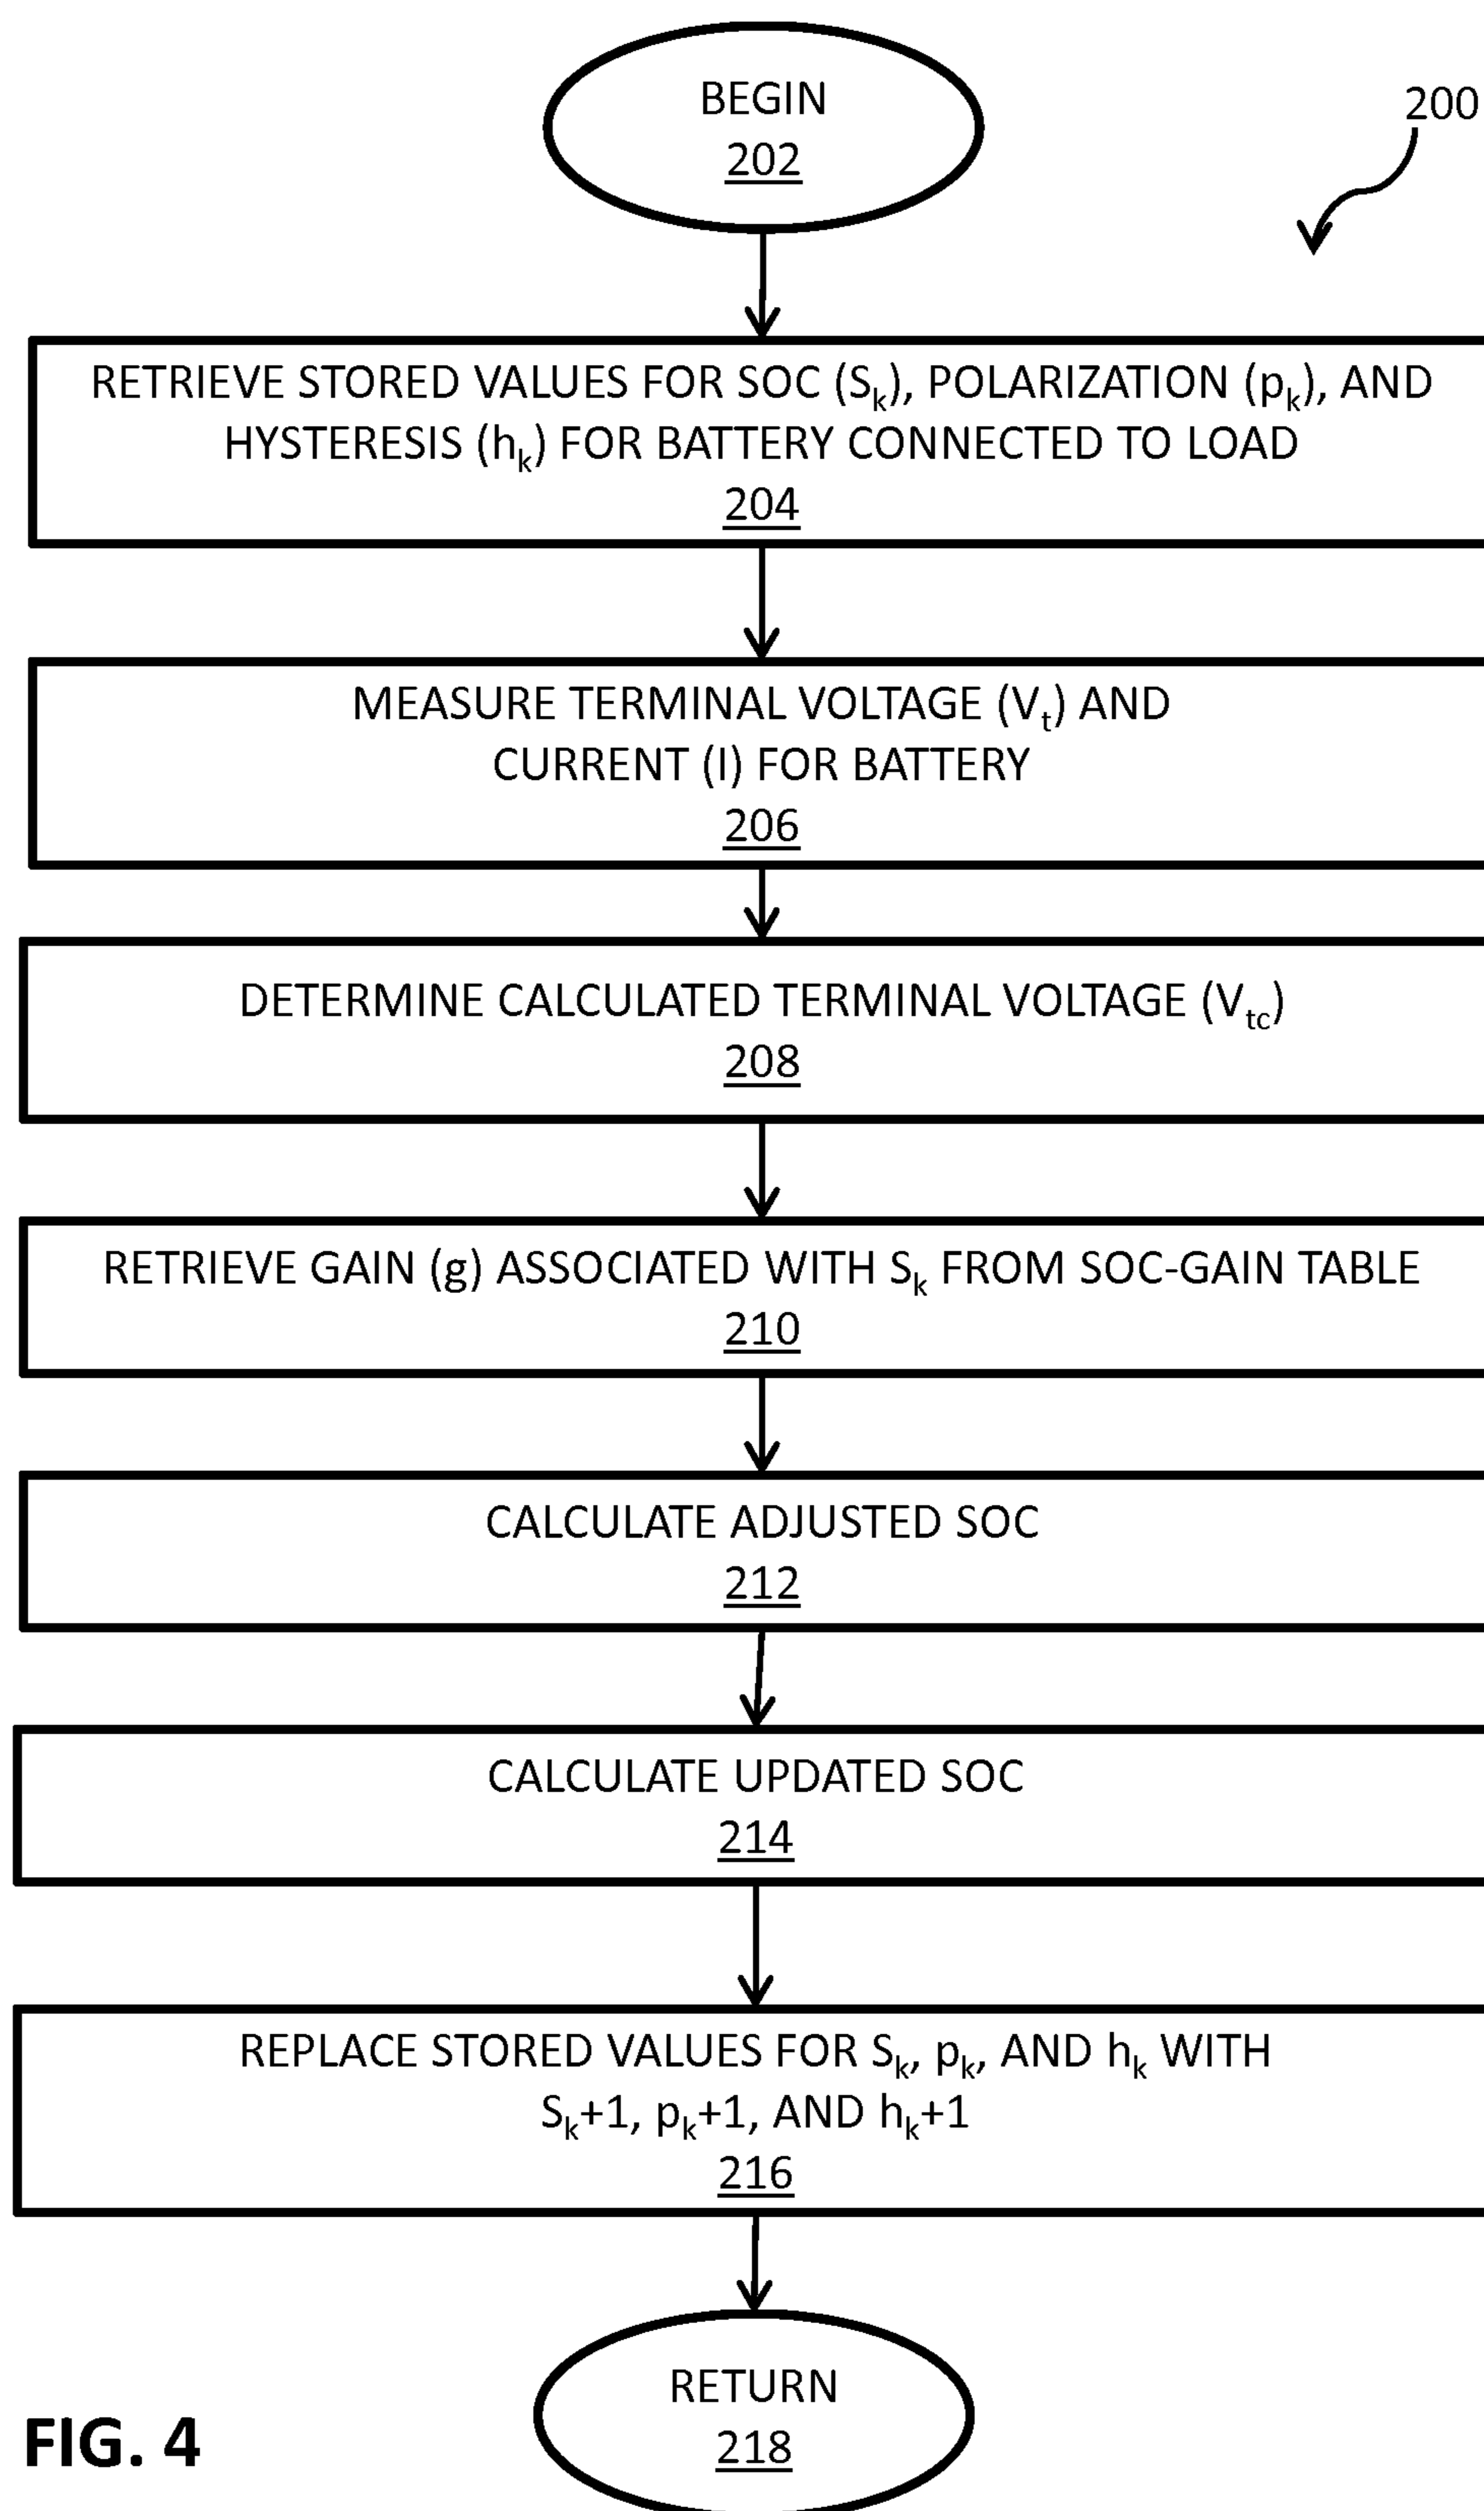 BEGIN
202
200
RETRIEVE STORED VALUES FOR SOC (Sk), POLARIZATION (pk), AND
HYSTERESIS (hk) FOR BATTERY CONNECTED TO LOAD
204
MEASURE TERMINAL VOLTAGE (Vt) AND
CURRENT (I) FOR BATTERY
206
DETERMINE CALCULATED TERMINAL VOLTAGE (Vtc)
208
RETRIEVE GAIN (g) ASSOCIATED WITH Sk FROM SOC-GAIN TABLE
210
CALCULATE ADJUSTED SOC
212
CALCULATE UPDATED SOC
214
REPLACE STORED VALUES FOR Sk, pk, AND hk WITH
Sk+1, pk+1, AND hk+1
216
RETURN
218
FIG. 4